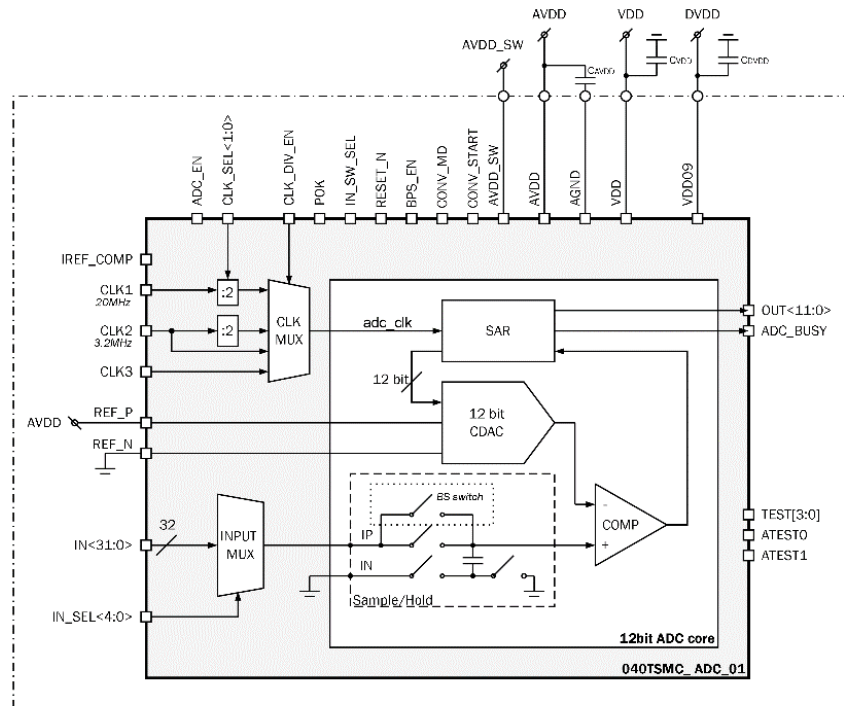 AVDD
VDD
DVDD
AVDD_SW
CAVDD
CVDD
CDVDD
ADC_EN
CLK_SEL<1:0>
CLK_DIV_EN
POK
IN_SW_SEL
RESET_N
BPS_EN
CONV_MD
CONV_START
AVDD_SW
AVDD
AGND
VDD
VDD09
IREF_COMP
CLK1
20MHz
:2
CLK2
3.2MHz
:2
CLK
MUX
adc_clk
SAR
OUT<11:0>
ADC_BUSY
CLK3
12 bit
AVDD
REF_P
12 bit
CDAC
REF_N
BS switch
32
IN<31:0>
INPUT
MUX
IP
IN
-
+
COMP
TEST[3:0]
ATEST0
ATEST1
IN_SEL<4:0>
Sample/Hold
12bit ADC core
040TSMC_ ADC_01